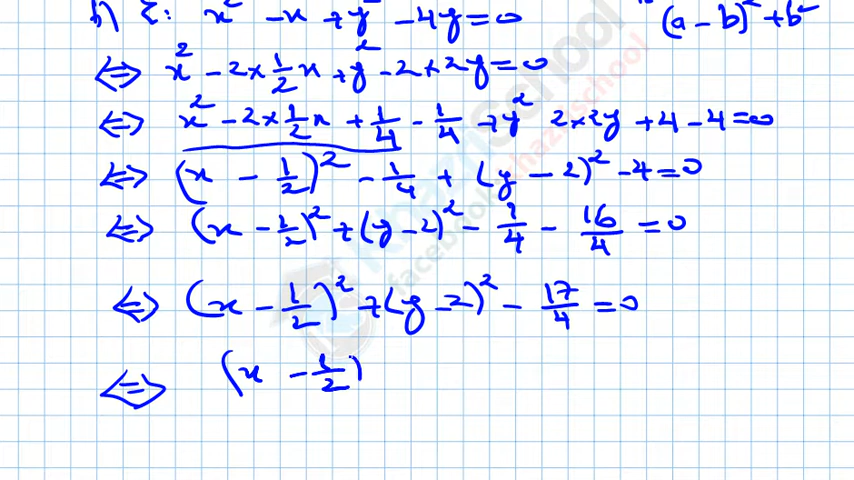 b) ζ: x² - x + y² - 4y = 0
(a - b)² + b²
⇔ x² - 2×1/2x + y² - 2×2y = 0
⇔ x² - 2×1/2x + 1/4 - 1/4 + y² 2×2y + 4 - 4 = 0
⇔ (x - 1/2)² - 1/4 + (y - 2)² - 4 = 0
⇔ (x - 1/2)² + (y - 2)² - 1/4 - 16/4 = 0
⇔ (x - 1/2)² + (y - 2)² - 17/4 = 0
⇔ (x - 1/2)